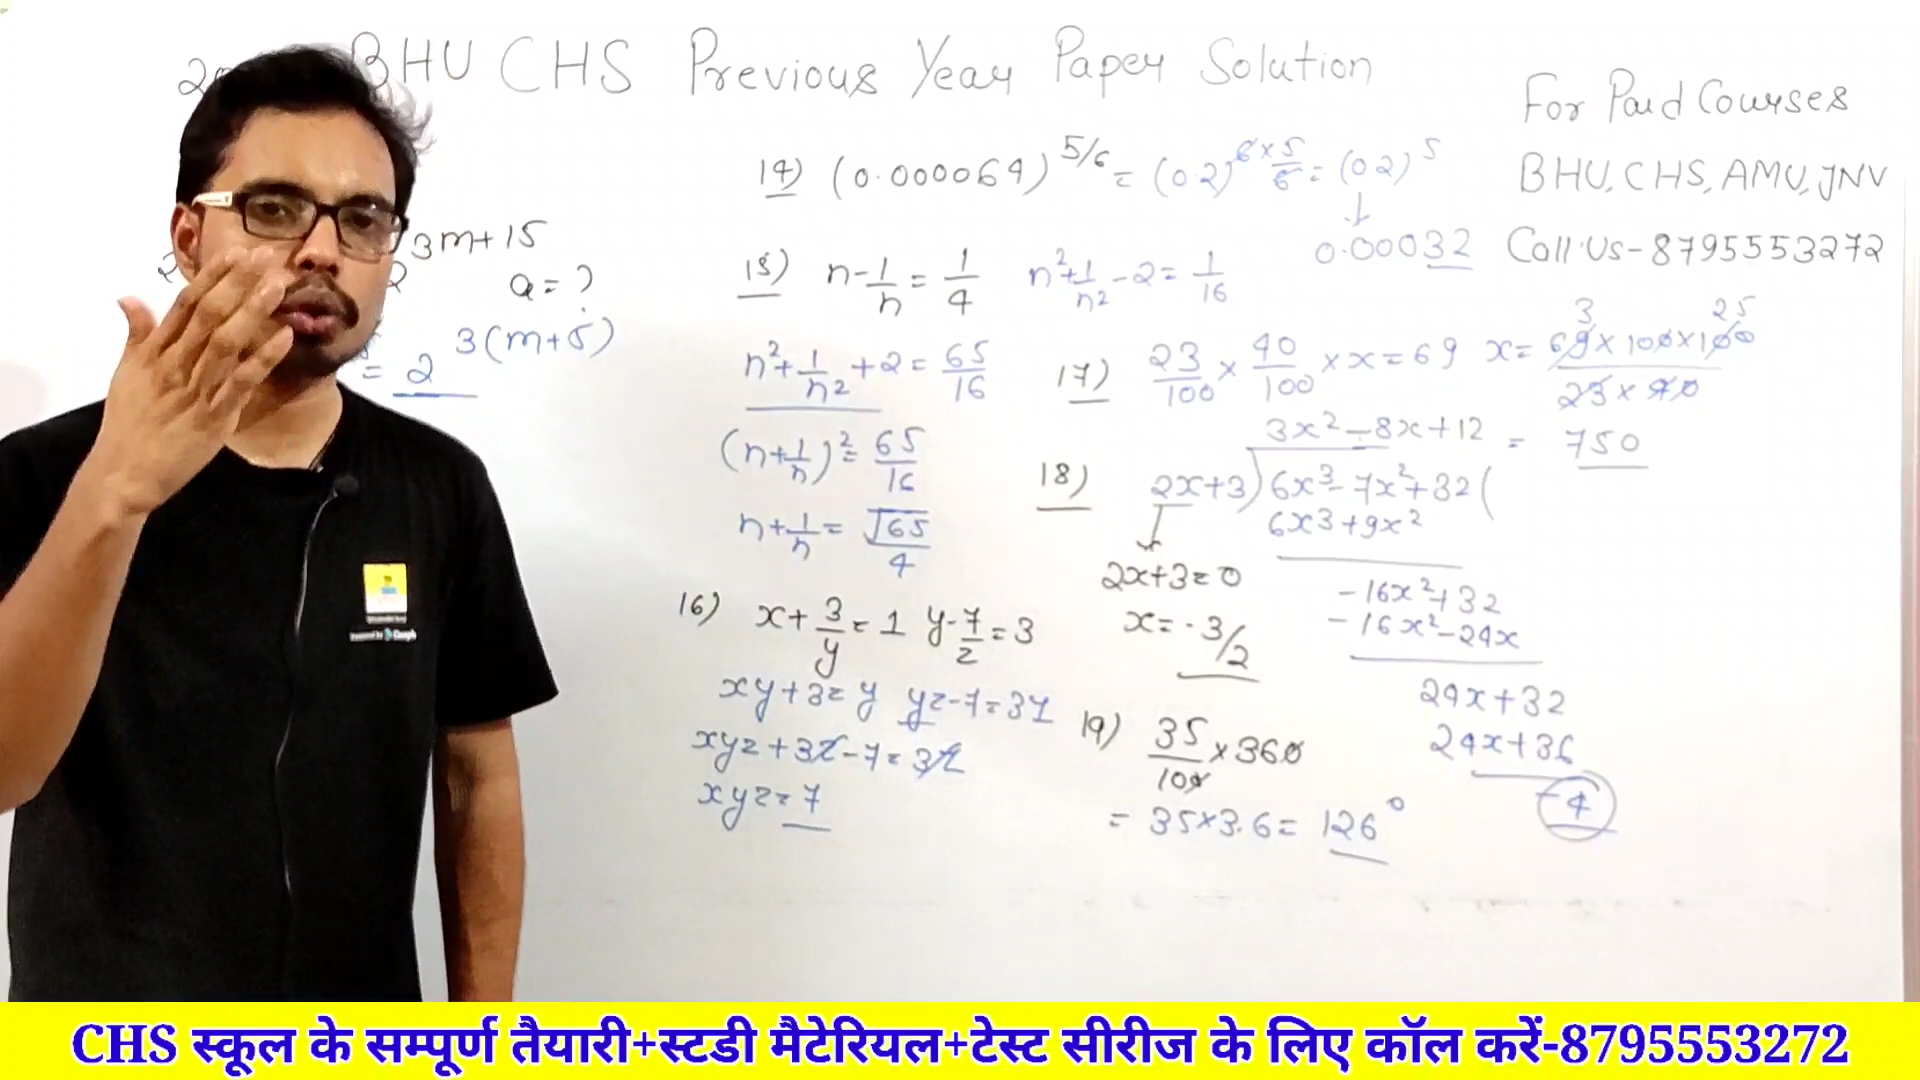 BHU CHS Previous Year Paper Solution
For Paid Courses
BHU, CHS, AMU, JNV
Call Us-8795553272
3m+15
a=?
= 2^3(m+5)
14) (0.000064)^5/6 = (0.2)^6×5/6 = (0.2)^5
0.00032
15) n-1/n = 1/4 n²+1/n²-2 = 1/16
n²+1/n²+2 = 65/16
(n+1/n)² = 65/16
n+1/n = √65/4
16) x+3/y = 1 y-7/z = 3
xy+3=y yz-7=3z
xyz+3z-7=3z
xyz=7
17) 23/100 × 40/100 × x = 69 x = 69×100×100/23×40
3 25
= 750
18) 2x+3)6x³-7x²+32(
3x²-8x+12
6x³+9x²
-16x²+32
-16x²-24x
24x+32
24x+36
-4
2x+3=0
x=-3/2
19) 35/100 × 360
= 35×3.6 = 126°
CHS स्कूल के सम्पूर्ण तैयारी+स्टडी मैटेरियल+टेस्ट सीरीज के लिए कॉल करें-8795553272